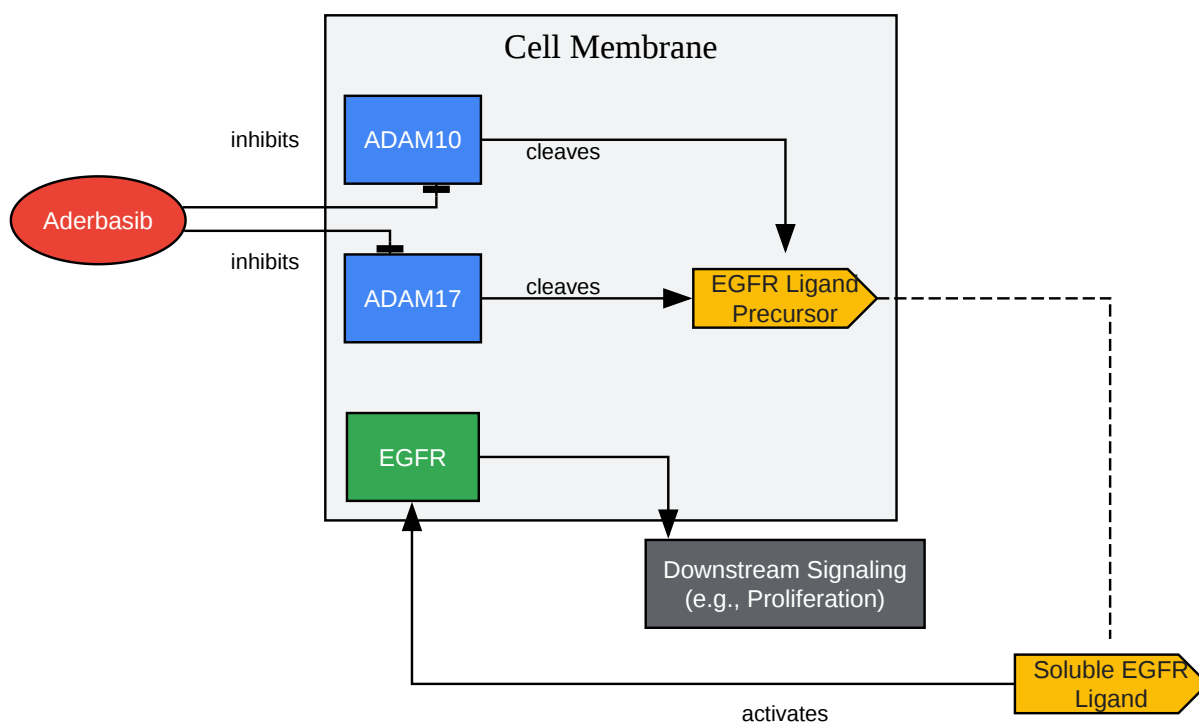 Cell Membrane
inhibits
ADAM10
cleaves
Aderbasib
inhibits
ADAM17
cleaves
EGFR Ligand
Precursor
EGFR
Downstream Signaling
(e.g., Proliferation)
Soluble EGFR
Ligand
activates